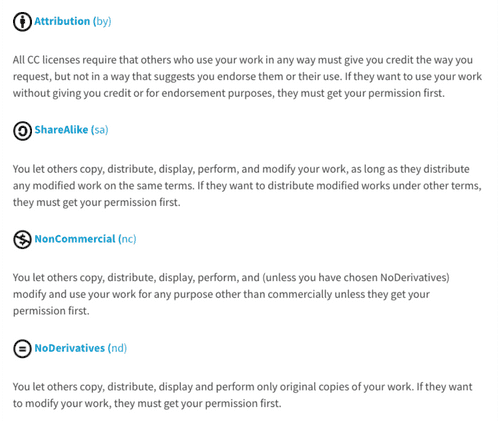 Attribution (by)
All CC licenses require that others who use your work in any way must give you credit the way you
request, but not in a way that suggests you endorse them or their use. If they want to use your work
without giving you credit or for endorsement purposes, they must get your permission first.
ShareAlike (sa)
You let others copy, distribute, display, perform, and modify your work, as long as they distribute
any modified work on the same terms. If they want to distribute modified works under other terms,
they must get your permission first.
NonCommercial (nc)
You let others copy, distribute, display, perform, and (unless you have chosen NoDerivatives)
modify and use your work for any purpose other than commercially unless they get your
permission first.
NoDerivatives (nd)
You let others copy, distribute, display and perform only original copies of your work. If they want
to modify your work, they must get your permission first.